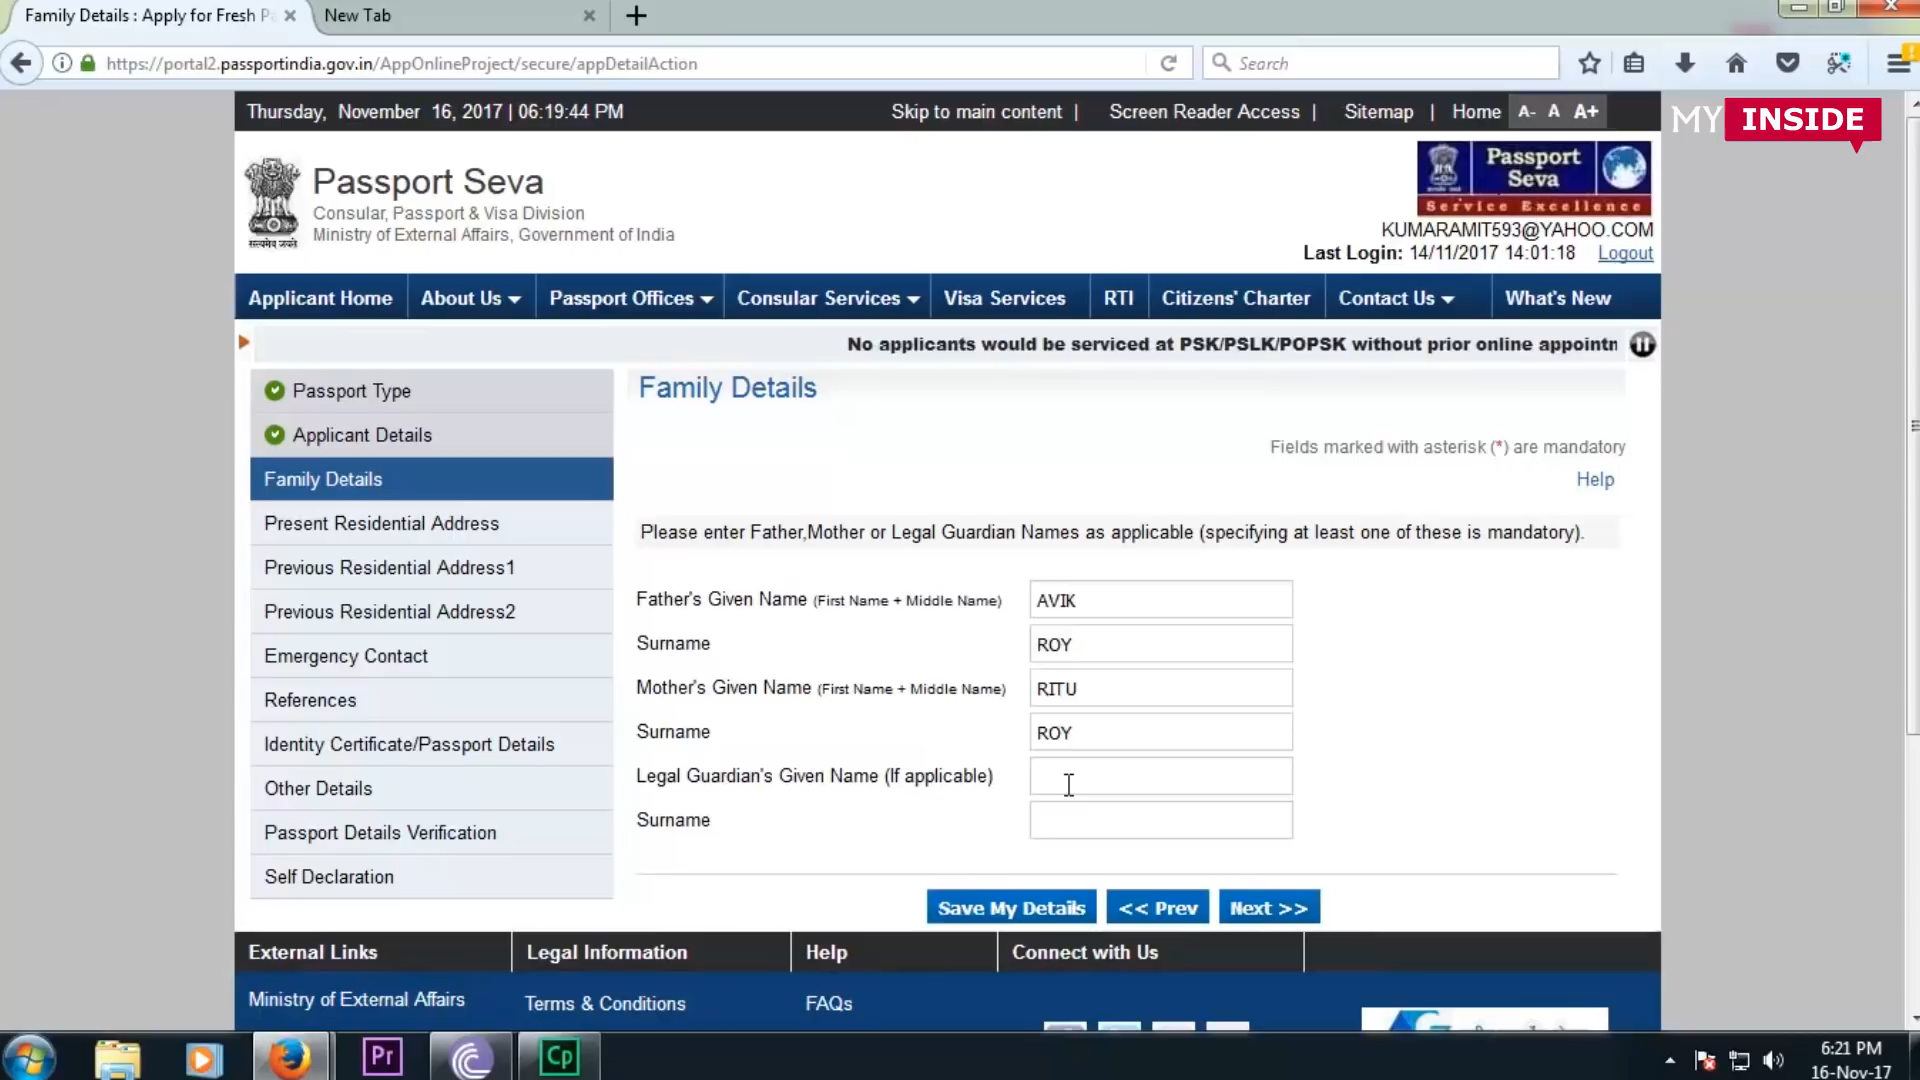 Family Details : Apply for Fresh P
New Tab
https://portal2.passportindia.gov.in/AppOnlineProject/secure/appDetailAction
Search
Thursday, November 16, 2017 | 06:19:44 PM
Skip to main content | Screen Reader Access | Sitemap | Home A- A A+
MY INSIDE
Passport Seva
Consular, Passport & Visa Division
Ministry of External Affairs, Government of India
सत्यमेव जयते
Passport Seva
Service Excellence
KUMARAMIT593@YAHOO.COM
Last Login: 14/11/2017 14:01:18 Logout
Applicant Home
About Us
Passport Offices
Consular Services
Visa Services
RTI
Citizens' Charter
Contact Us
What's New
No applicants would be serviced at PSK/PSLK/POPSK without prior online appointn
Passport Type
Applicant Details
Family Details
Present Residential Address
Previous Residential Address1
Previous Residential Address2
Emergency Contact
References
Identity Certificate/Passport Details
Other Details
Passport Details Verification
Self Declaration
Family Details
Fields marked with asterisk (*) are mandatory
Help
Please enter Father,Mother or Legal Guardian Names as applicable (specifying at least one of these is mandatory).
Father's Given Name (First Name + Middle Name) AVIK
Surname ROY
Mother's Given Name (First Name + Middle Name) RITU
Surname ROY
Legal Guardian's Given Name (If applicable)
Surname
Save My Details
<< Prev
Next >>
External Links
Legal Information
Help
Connect with Us
Ministry of External Affairs
Terms & Conditions
FAQs
Pr
Cp
6:21 PM
16-Nov-17